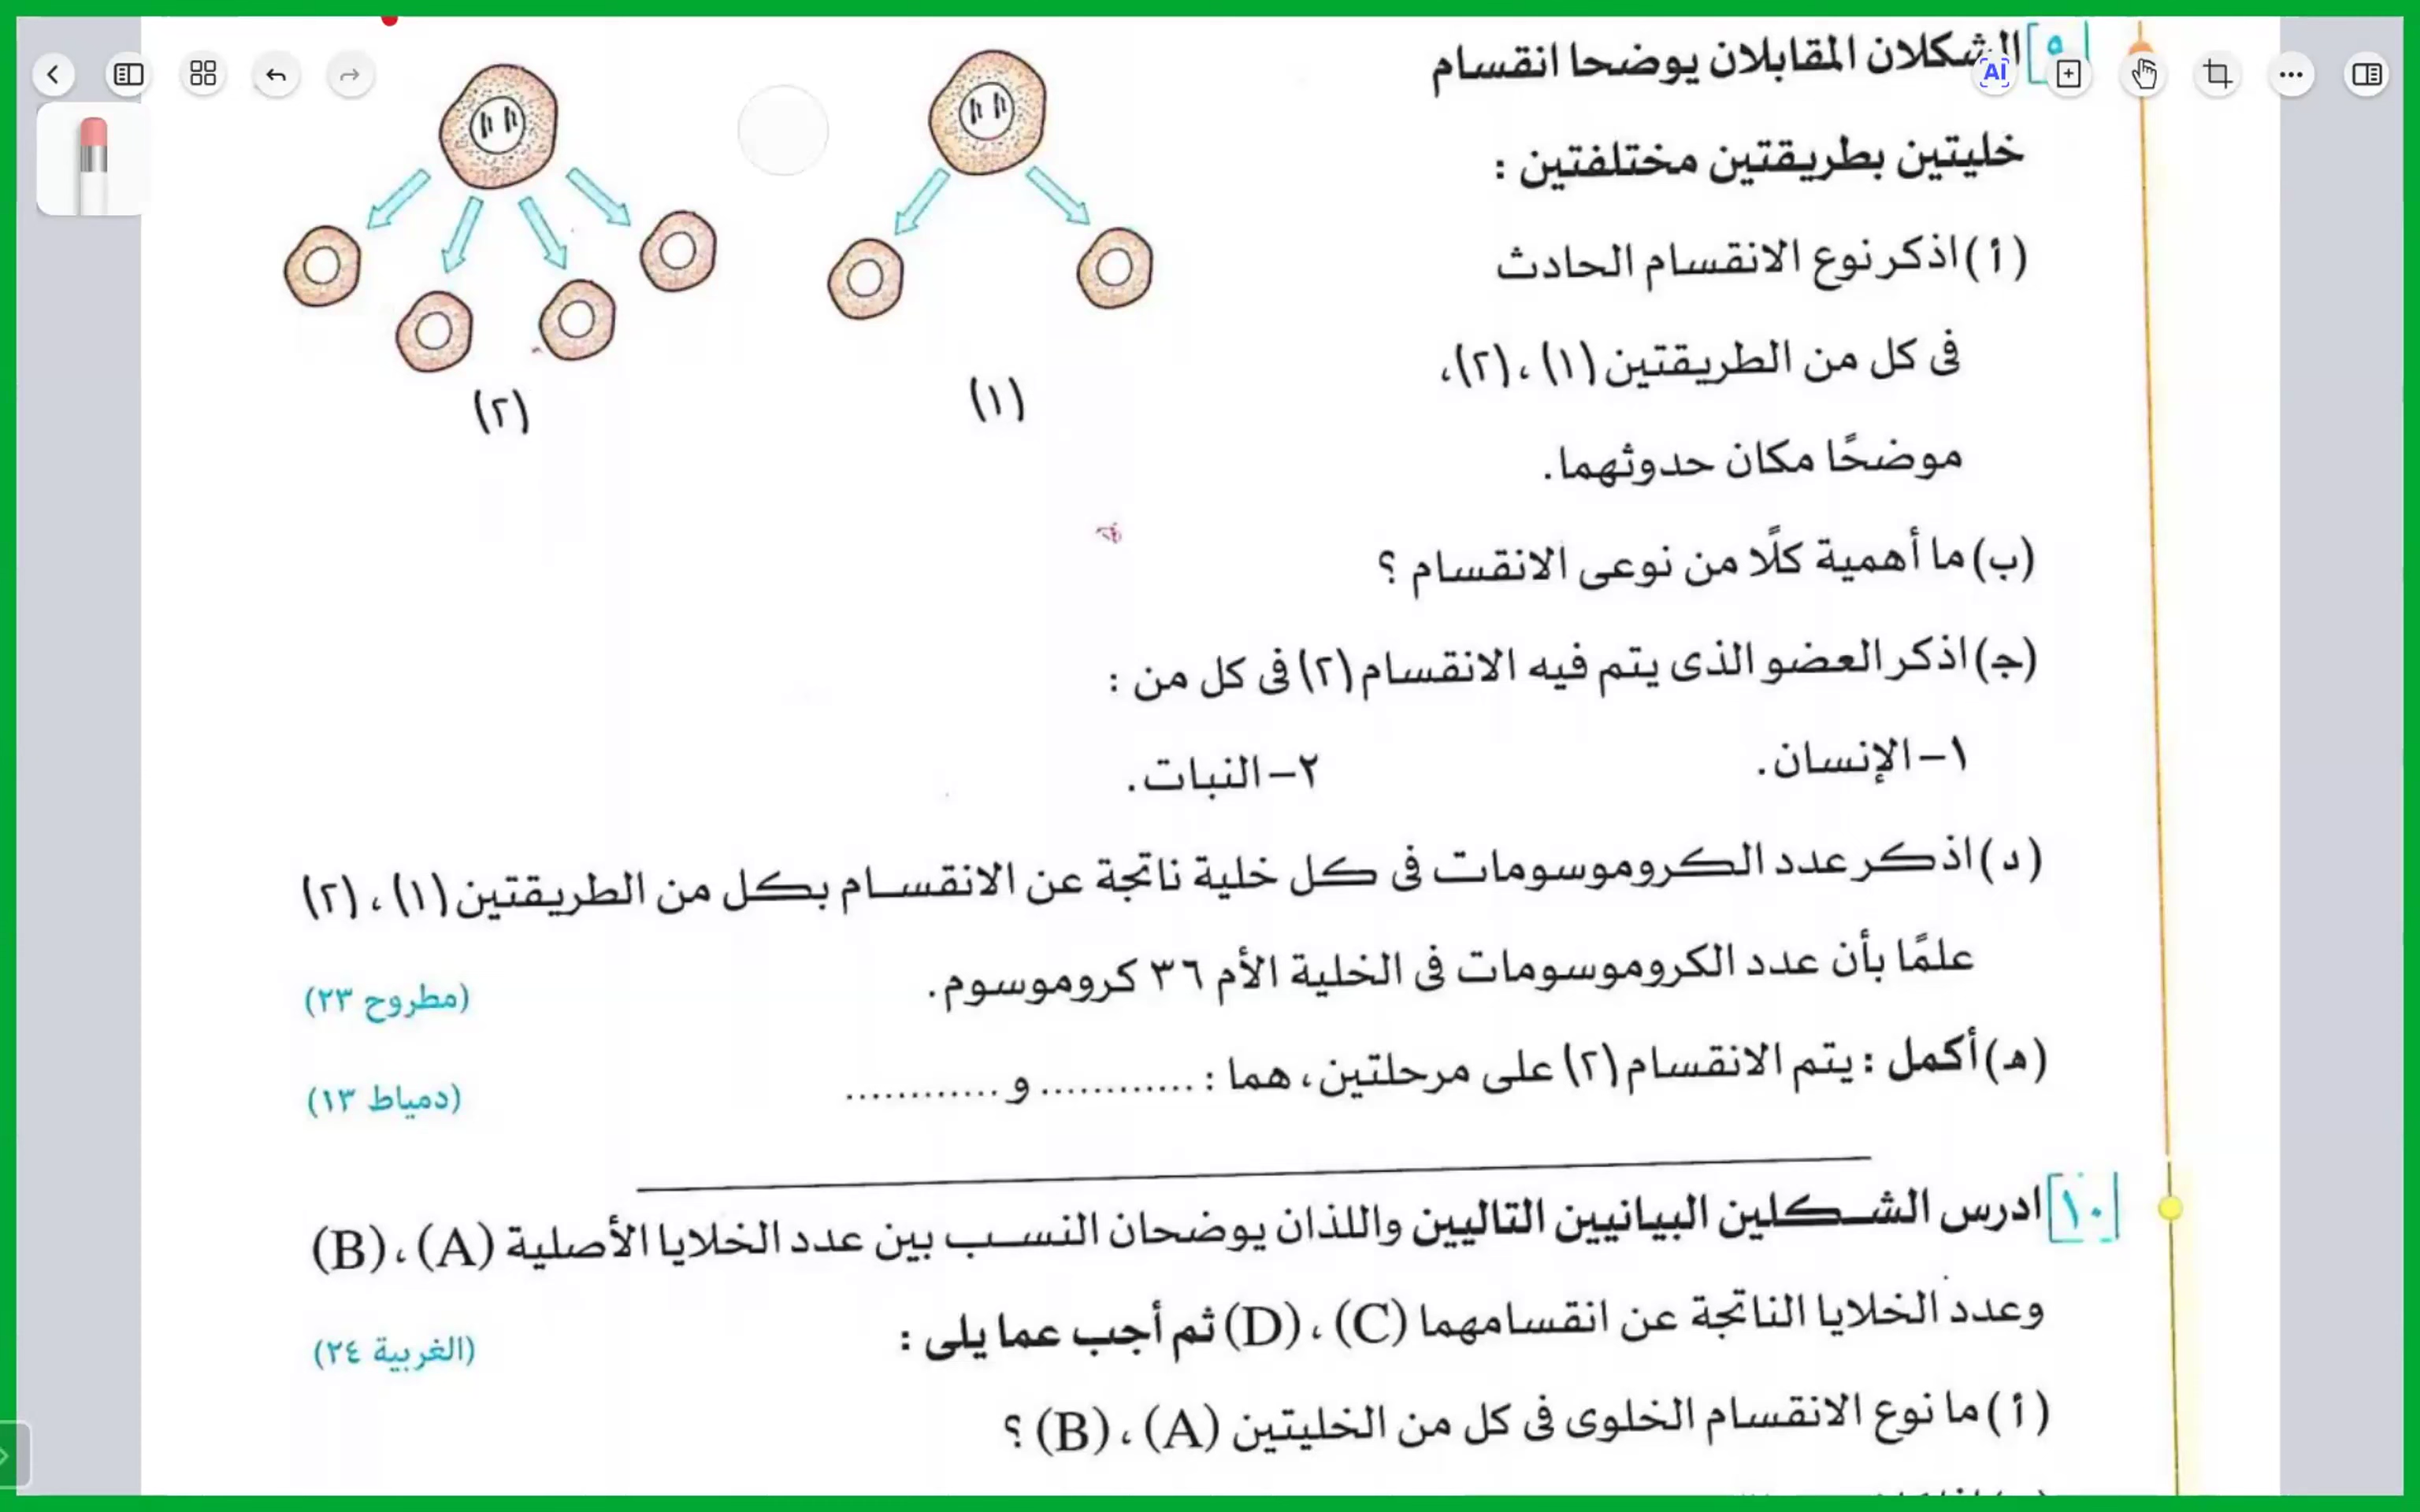 [٩] الشكلان المقابلان يوضحا انقسام
خليتين بطريقتين مختلفتين :
(أ) اذكر نوع الانقسام الحادث
فى كل من الطريقتين (١) ، (٢)،
موضحًا مكان حدوثهما.
(١)
(٢)
(ب) ما أهمية كلًا من نوعى الانقسام ؟
(ج) اذكر العضو الذى يتم فيه الانقسام (٢) فى كل من :
١- الإنسان. ٢- النبات.
(د) اذكر عدد الكروموسومات فى كل خلية ناتجة عن الانقسام بكل من الطريقتين (١) ، (٢)
علمًا بأن عدد الكروموسومات فى الخلية الأم ٣٦ كروموسوم. (مطروح ٢٣)
(هـ) أكمل : يتم الانقسام (٢) على مرحلتين، هما : ............ و ............ (دمياط ١٣)
[١٠] ادرس الشكلين البيانيين التاليين واللذان يوضحان النسب بين عدد الخلايا الأصلية (A) ، (B)
وعدد الخلايا الناتجة عن انقسامهما (C) ، (D) ثم أجب عما يلى : (الغربية ٢٤)
(أ) ما نوع الانقسام الخلوى فى كل من الخليتين (A) ، (B) ؟
AI